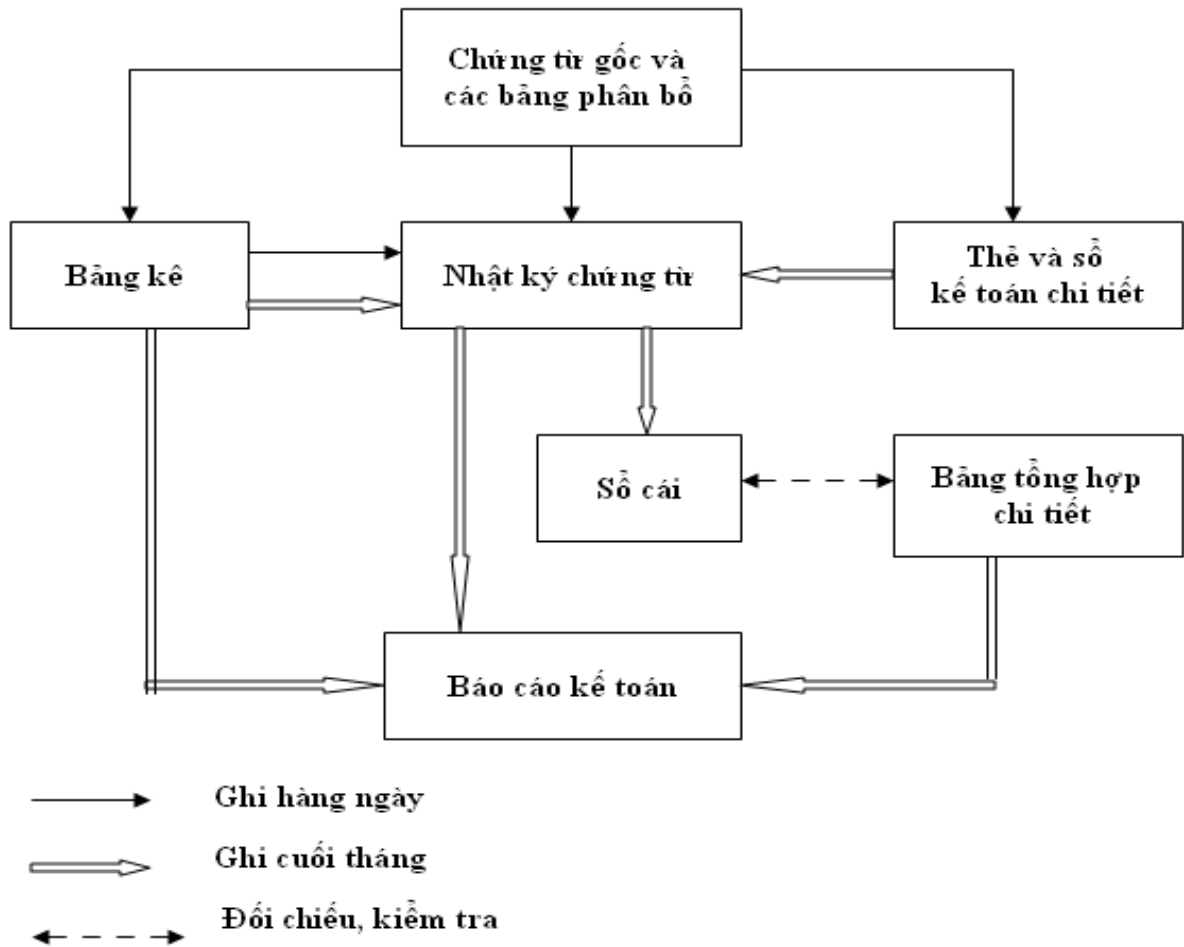 Chứng từ gốc và
các bảng phân bổ
Bảng kê
Nhật ký chứng từ
Thẻ và sổ
kế toán chi tiết
Sổ cái
Bảng tổng hợp
chi tiết
Báo cáo kế toán
Ghi hàng ngày
Ghi cuối tháng
Đối chiếu, kiểm tra